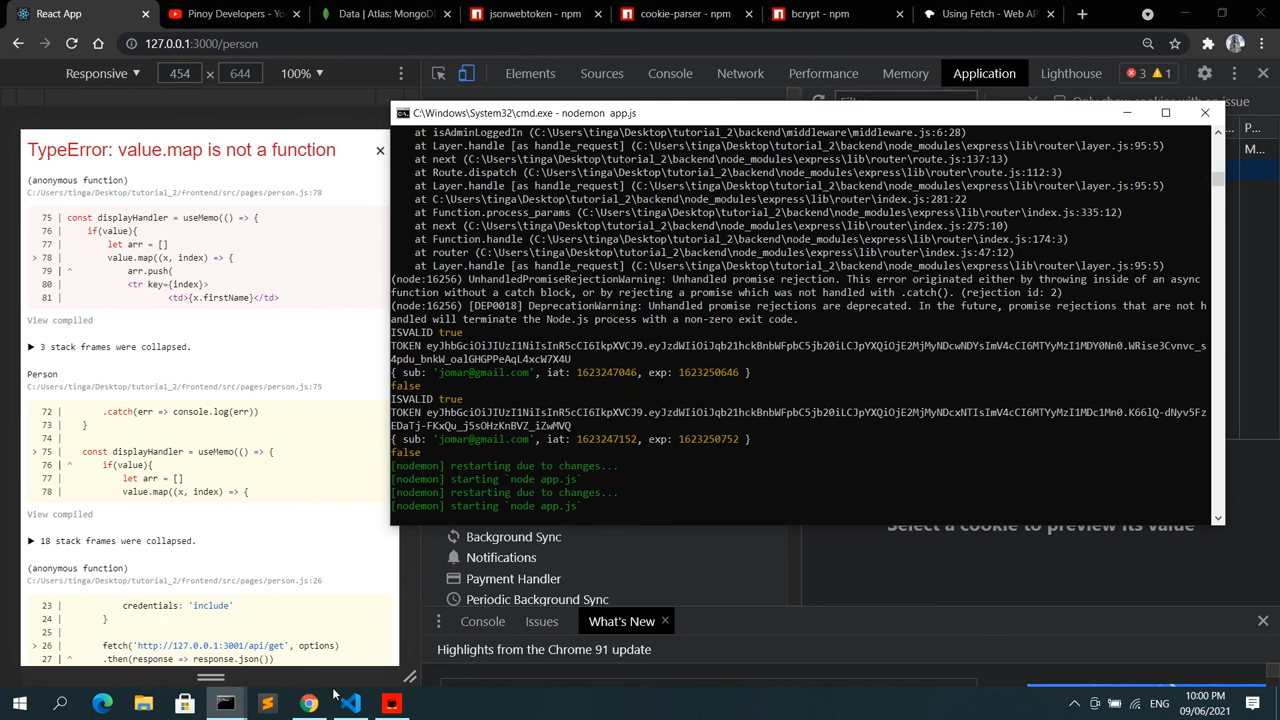 React App
Pinoy Developers - Y
Data | Atlas: MongoD
jsonwebtoken - npm
cookie-parser - npm
bcrypt - npm
Using Fetch - Web AP
127.0.0.1:3000/person
Responsive
454
×
644
100%
Elements
Sources
Console
Network
Performance
Memory
Application
Lighthouse
3
1
Only show cookies with an issue
P...
M...
C:\Windows\System32\cmd.exe - nodemon  app.js
at isAdminLoggedIn (C:\Users\tinga\Desktop\tutorial_2\backend\middleware\middleware.js:6:28)
at Layer.handle [as handle_request] (C:\Users\tinga\Desktop\tutorial_2\backend\node_modules\express\lib\router\layer.js:95:5)
at next (C:\Users\tinga\Desktop\tutorial_2\backend\node_modules\express\lib\router\route.js:137:13)
at Route.dispatch (C:\Users\tinga\Desktop\tutorial_2\backend\node_modules\express\lib\router\route.js:112:3)
at Layer.handle [as handle_request] (C:\Users\tinga\Desktop\tutorial_2\backend\node_modules\express\lib\router\layer.js:95:5)
at C:\Users\tinga\Desktop\tutorial_2\backend\node_modules\express\lib\router\index.js:281:22
at Function.process_params (C:\Users\tinga\Desktop\tutorial_2\backend\node_modules\express\lib\router\index.js:335:12)
at next (C:\Users\tinga\Desktop\tutorial_2\backend\node_modules\express\lib\router\index.js:275:10)
at Function.handle (C:\Users\tinga\Desktop\tutorial_2\backend\node_modules\express\lib\router\index.js:174:3)
at router (C:\Users\tinga\Desktop\tutorial_2\backend\node_modules\express\lib\router\index.js:47:12)
at Layer.handle [as handle_request] (C:\Users\tinga\Desktop\tutorial_2\backend\node_modules\express\lib\router\layer.js:95:5)
(node:16256) UnhandledPromiseRejectionWarning: Unhandled promise rejection. This error originated either by throwing inside of an async
function without a catch block, or by rejecting a promise which was not handled with .catch(). (rejection id: 2)
(node:16256) [DEP0018] DeprecationWarning: Unhandled promise rejections are deprecated. In the future, promise rejections that are not h
andled will terminate the Node.js process with a non-zero exit code.
ISVALID true
TOKEN
{ sub: 'jomar@gmail.com', iat: 1623247046, exp: 1623250646 }
false
ISVALID true
TOKEN
{ sub: 'jomar@gmail.com', iat: 1623247152, exp: 1623250752 }
false
[nodemon] restarting due to changes...
[nodemon] starting `node app.js`
[nodemon] restarting due to changes...
[nodemon] starting `node app.js`
TypeError: value.map is not a function
(anonymous function)
C:/Users/tinga/Desktop/tutorial_2/frontend/src/pages/person.js:78
75 | const displayHandler = useMemo(() => {
76 | if(value){
77 | let arr = []
> 78 | value.map((x, index) => {
79 | ^ arr.push(
80 | <tr key={index}>
81 | <td>{x.firstName}</td>
View compiled
▶ 3 stack frames were collapsed.
Person
C:/Users/tinga/Desktop/tutorial_2/frontend/src/pages/person.js:75
72 | .catch(err => console.log(err))
73 | }
74 |
> 75 | const displayHandler = useMemo(() => {
76 | ^ if(value){
77 | let arr = []
78 | value.map((x, index) => {
View compiled
▶ 18 stack frames were collapsed.
(anonymous function)
C:/Users/tinga/Desktop/tutorial_2/frontend/src/pages/person.js:26
23 | credentials: 'include'
24 | }
25 |
> 26 | fetch('http://127.0.0.1:3001/api/get', options)
27 | ^ .then(response => response.json())
Select a cookie to preview its value
Background Sync
Notifications
Payment Handler
Periodic Background Sync
Console
Issues
What's New
Highlights from the Chrome 91 update
ENG
10:00 PM
09/06/2021